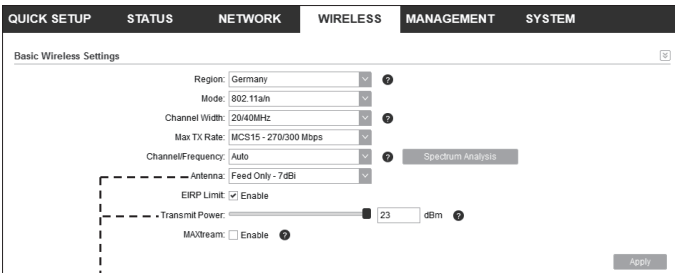 QUICK SETUP STATUS NETWORK WIRELESS MANAGEMENT SYSTEM
Basic Wireless Settings
Region: Germany ?
Mode: 802.11a/n
Channel Width: 20/40MHz ?
Max TX Rate: MCS15 - 270/300 Mbps
Channel/Frequency: Auto ? Spectrum Analysis
Antenna: Feed Only - 7dBi
EIRP Limit: Enable
Transmit Power: 23 dBm ?
MAXtream: Enable ?
Apply